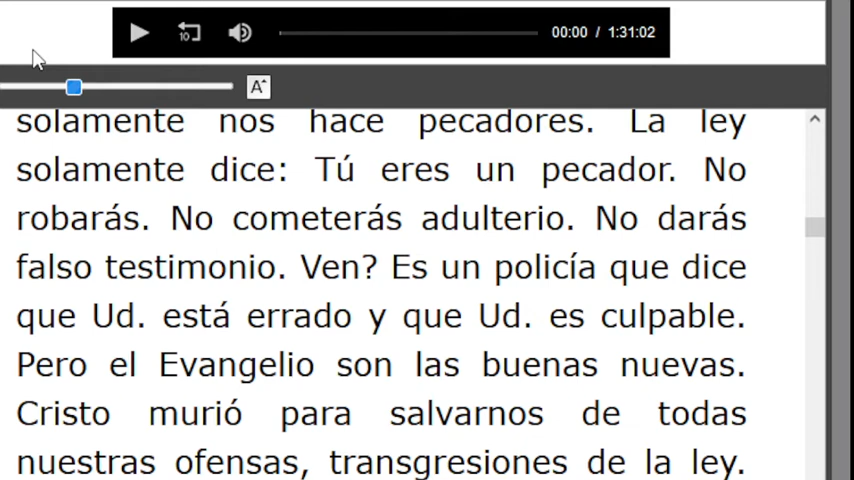 10
00:00 / 1:31:02
A
solamente nos hace pecadores. La ley
solamente dice: Tú eres un pecador. No
robarás. No cometerás adulterio. No darás
falso testimonio. Ven? Es un policía que dice
que Ud. está errado y que Ud. es culpable.
Pero el Evangelio son las buenas nuevas.
Cristo murió para salvarnos de todas
nuestras ofensas, transgresiones de la ley.